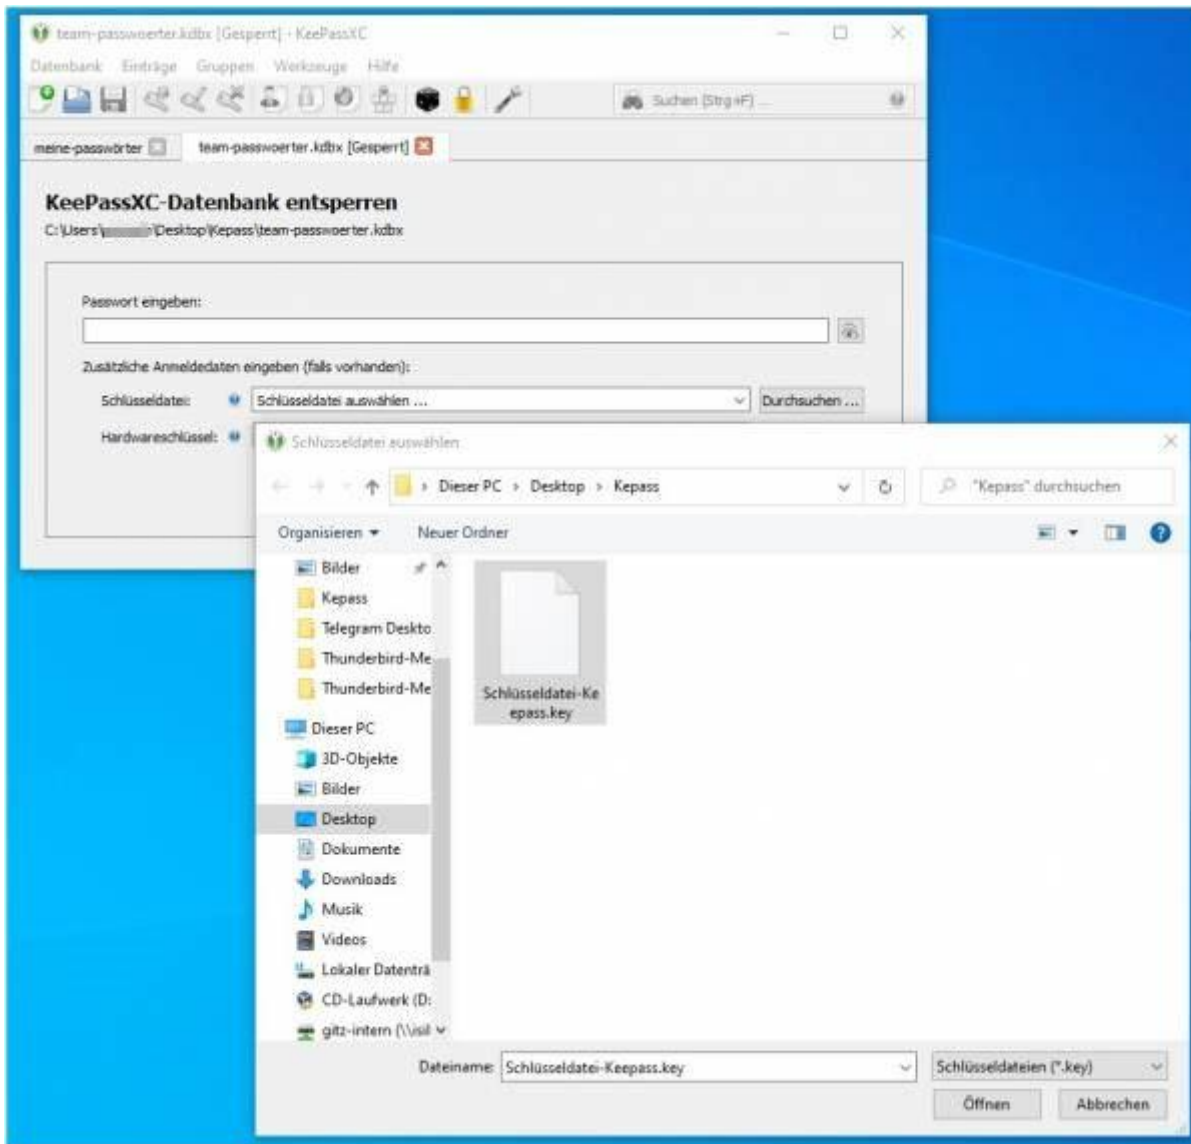 team-passwoerter.kdbx [Gesperrt] - KeePassXC
Datenbank Einträge Gruppen Werkzeuge Hilfe
Suchen (Strg+F) ...
meine-passwörter team-passwoerter.kdbx [Gesperrt]
KeePassXC-Datenbank entsperren
C:\Users\ \Desktop\Kepass\team-passwoerter.kdbx
Passwort eingeben:
Zusätzliche Anmeldedaten eingeben (falls vorhanden):
Schlüsseldatei: Schlüsseldatei auswählen ... Durchsuchen ...
Hardwareschlüssel:
Schlüsseldatei auswählen
Dieser PC › Desktop › Kepass "Kepass" durchsuchen
Organisieren Neuer Ordner
Bilder
Kepass
Telegram Deskto
Thunderbird-Me
Thunderbird-Me
Dieser PC
3D-Objekte
Bilder
Desktop
Dokumente
Downloads
Musik
Videos
Lokaler Datenträ
CD-Laufwerk (D:
gitz-intern (\\isil
Schlüsseldatei-Ke
epass.key
Dateiname: Schlüsseldatei-Keepass.key Schlüsseldateien (*.key)
Öffnen Abbrechen